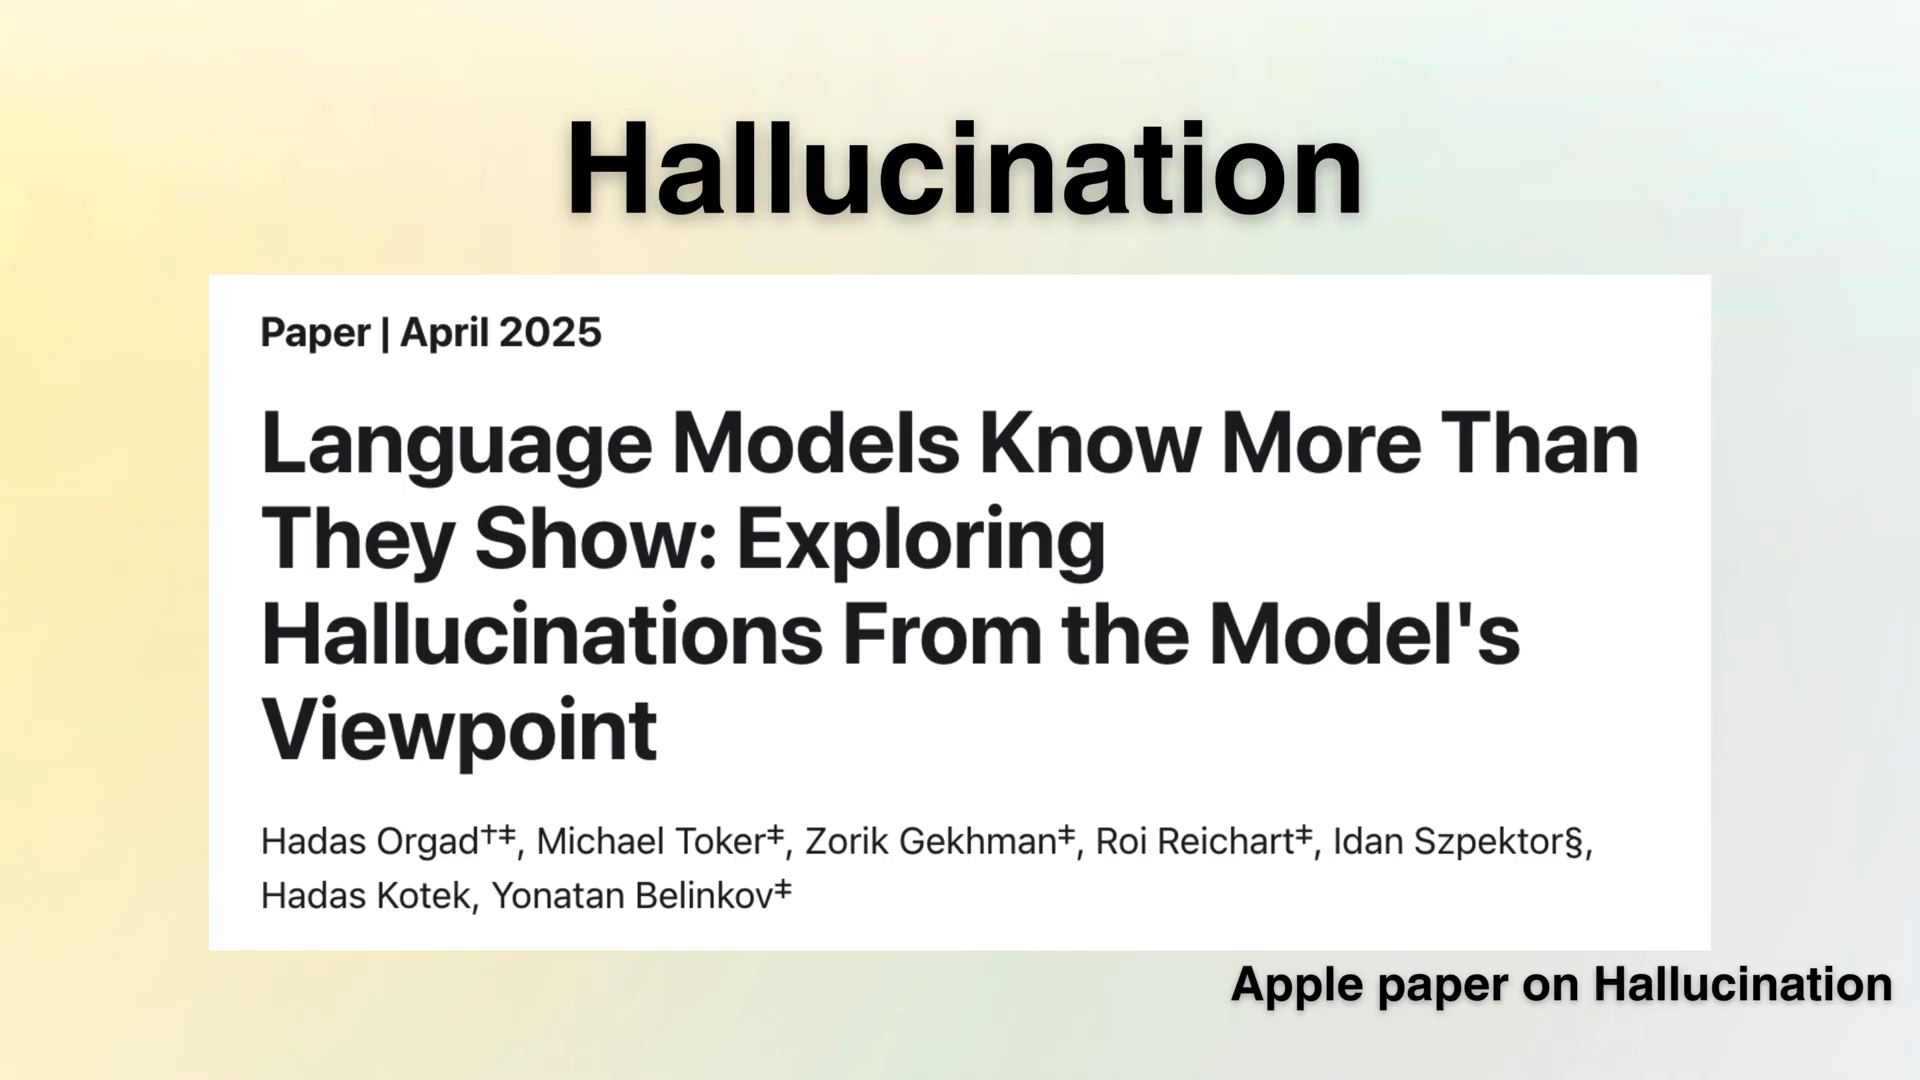 Hallucination
Paper | April 2025
Language Models Know More Than
They Show: Exploring
Hallucinations From the Model's
Viewpoint
Hadas Orgad†‡, Michael Toker‡, Zorik Gekhman‡, Roi Reichart‡, Idan Szpektor§,
Hadas Kotek, Yonatan Belinkov‡
Apple paper on Hallucination